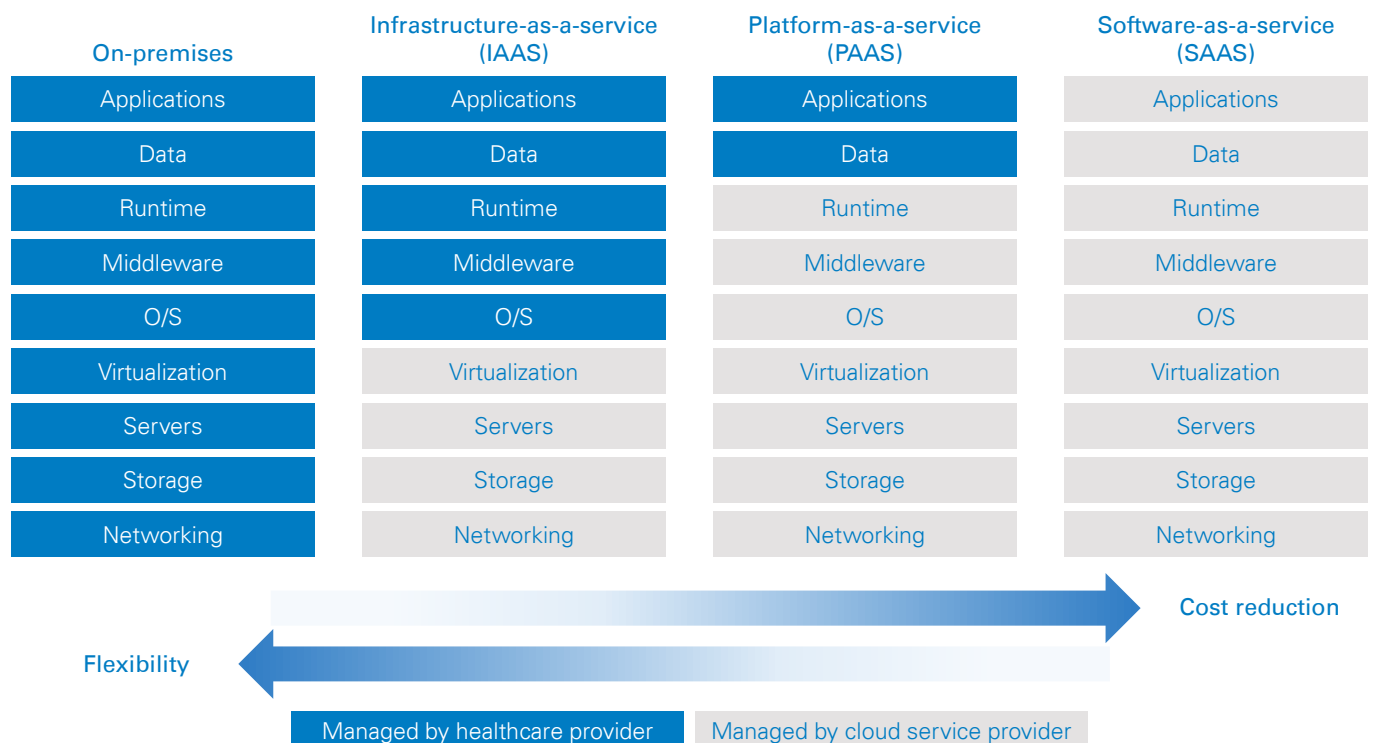 On-premises
Infrastructure-as-a-service
(IAAS)
Platform-as-a-service
(PAAS)
Software-as-a-service
(SAAS)
Applications
Applications
Applications
Applications
Data
Data
Data
Data
Runtime
Runtime
Runtime
Runtime
Middleware
Middleware
Middleware
Middleware
O/S
O/S
O/S
O/S
Virtualization
Virtualization
Virtualization
Virtualization
Servers
Servers
Servers
Servers
Storage
Storage
Storage
Storage
Networking
Networking
Networking
Networking
Cost reduction
Flexibility
Managed by healthcare provider
Managed by cloud service provider